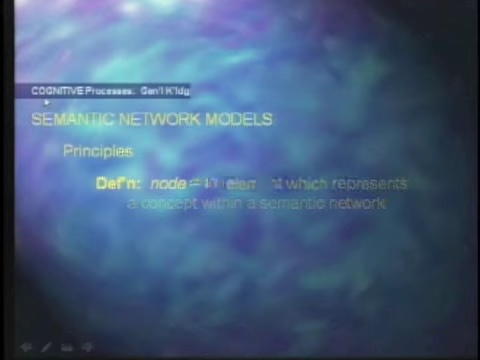 COGNITIVE Processes: Gen'l K'ldg
SEMANTIC NETWORK MODELS
Principles
Def'n: node = which represents
a concept within a semantic network